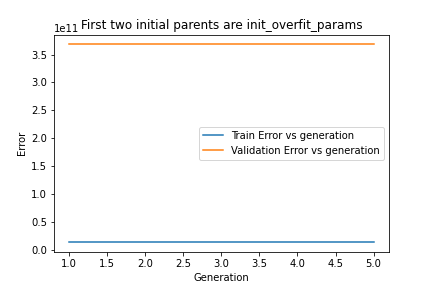 First two initial parents are init_overfit_params
1e11
3.5
3.0
2.5
2.0
1.5
1.0
0.5
0.0
Error
Train Error vs generation
Validation Error vs generation
1.0 1.5 2.0 2.5 3.0 3.5 4.0 4.5 5.0
Generation